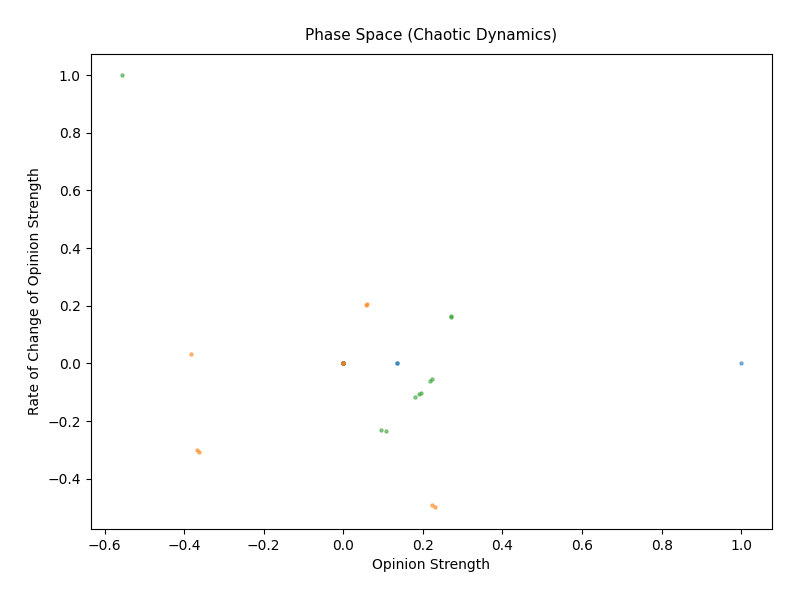 Phase Space (Chaotic Dynamics)
Rate of Change of Opinion Strength
1.0
0.8
0.6
0.4
0.2
0.0
−0.2
−0.4
−0.6 −0.4 −0.2 0.0 0.2 0.4 0.6 0.8 1.0
Opinion Strength